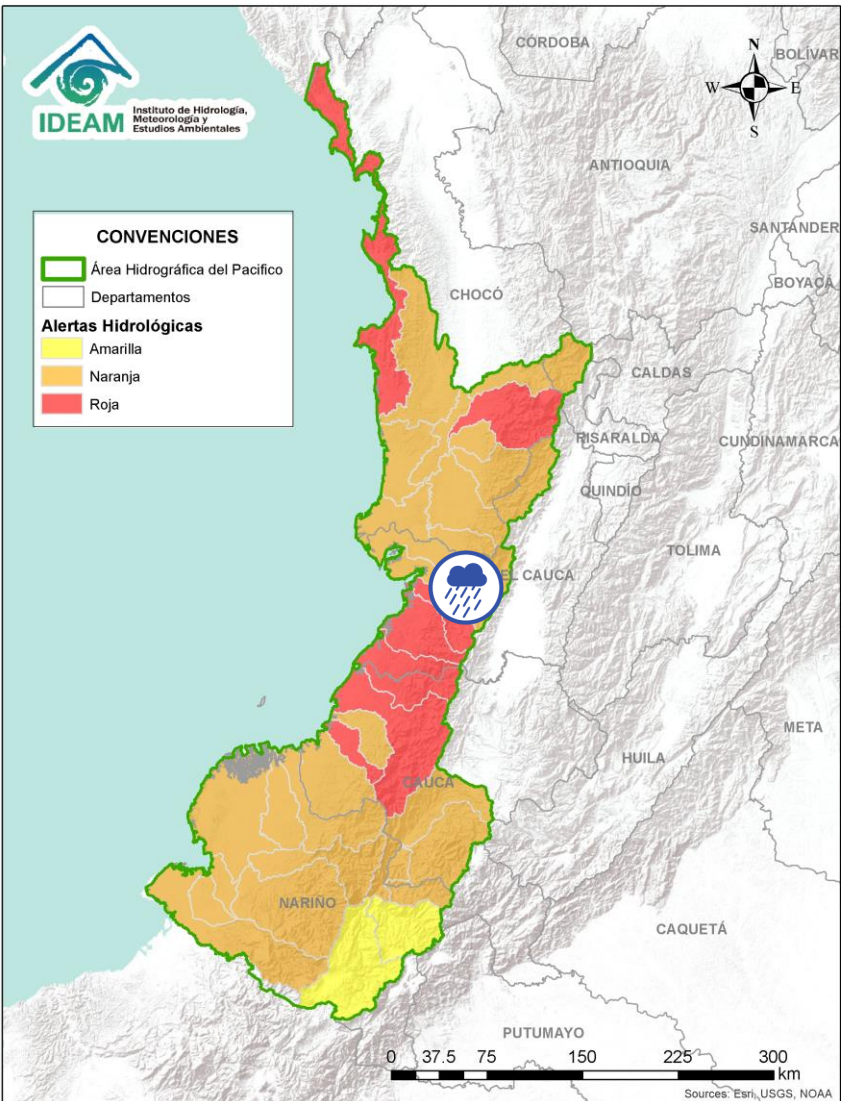 IDEAM
Instituto de Hidrología,
Meteorología y
Estudios Ambientales
N
W
E
S
CONVENCIONES
Área Hidrográfica del Pacifico
Departamentos
Alertas Hidrológicas
Amarilla
Naranja
Roja
CÓRDOBA
BOLÍVAR
ANTIOQUIA
SANTANDER
BOYACÁ
CHOCÓ
CALDAS
RISARALDA
CUNDINAMARCA
QUINDÍO
TOLIMA
EL CAUCA
META
HUILA
CAUCA
NARIÑO
CAQUETÁ
PUTUMAYO
0 37.5 75 150 225 300
km
Sources: Esri, USGS, NOAA